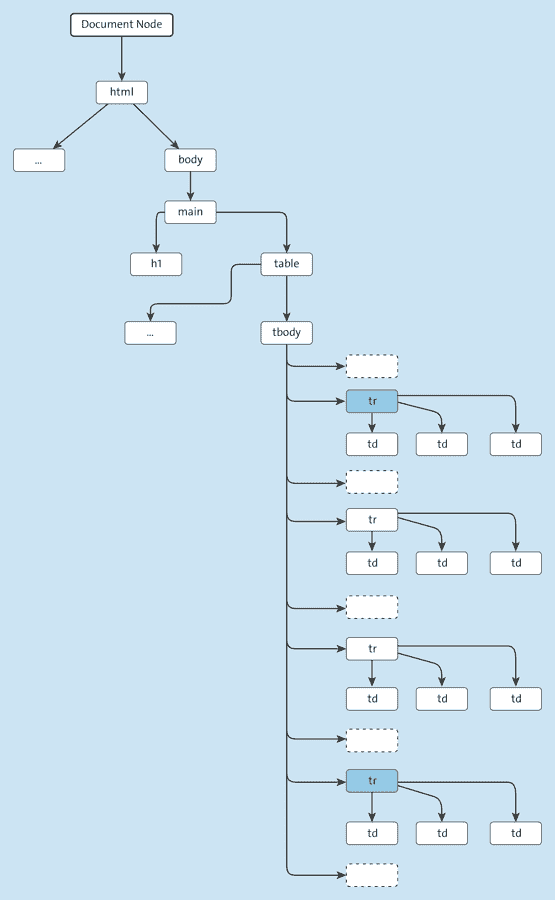 Document Node
html
...
body
main
h1
table
...
tbody
tr
td
td
td
tr
td
td
td
tr
td
td
td
tr
td
td
td